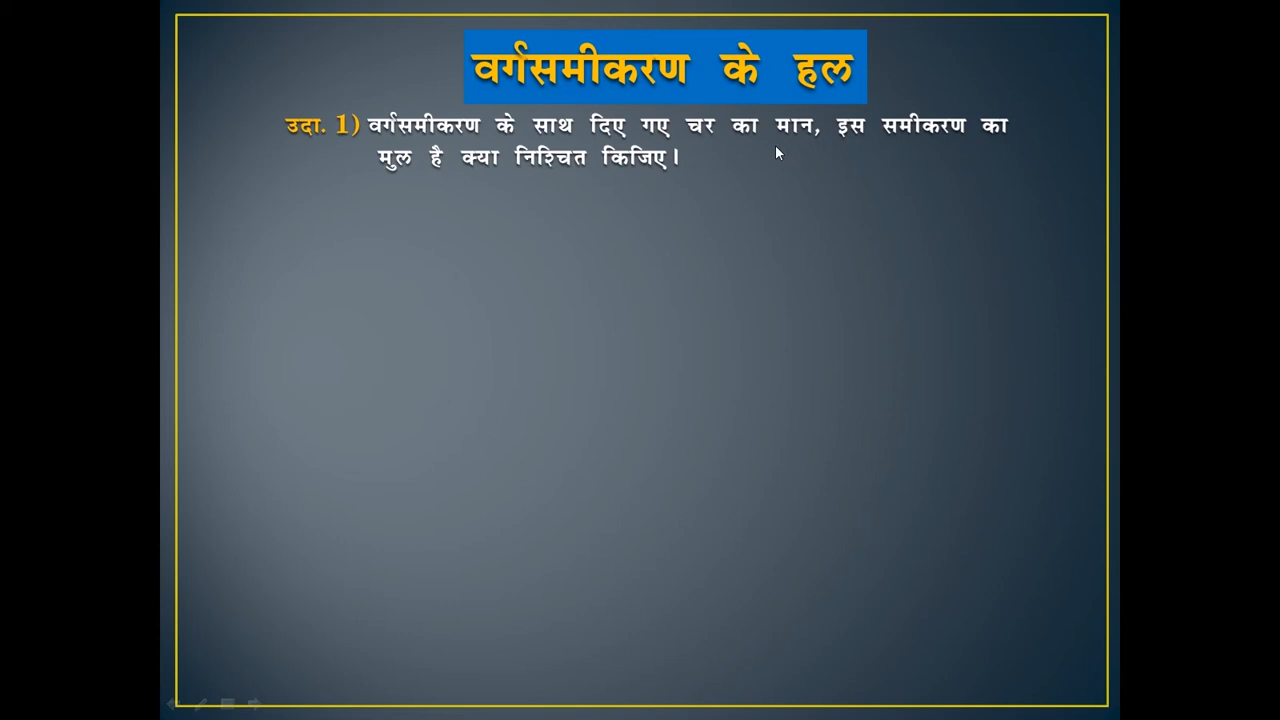 वर्गसमीकरण के हल
उदा. 1) वर्गसमीकरण के साथ दिए गए चर का मान, इस समीकरण का
मुल है क्या निश्चित किजिए।